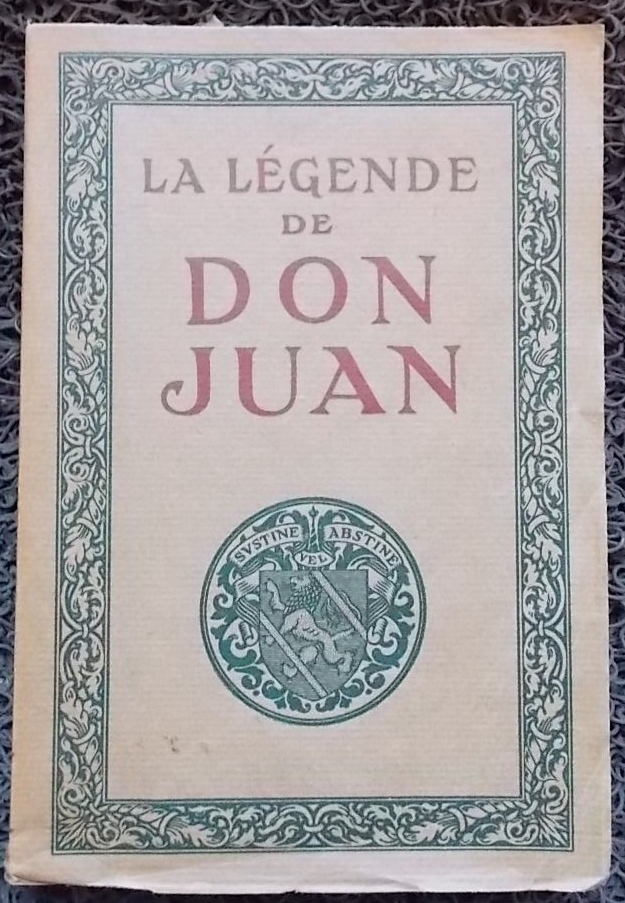 LA LÉGENDE
DE
DON
JUAN
SVSTINE VEL ABSTINE